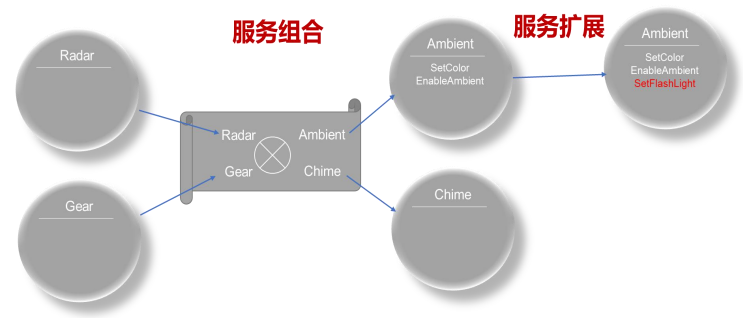 服务组合
服务扩展
Radar
Gear
Radar
Ambient
Gear
Chime
Ambient
SetColor
EnableAmbient
Chime
Ambient
SetColor
EnableAmbient
SetFlashLight